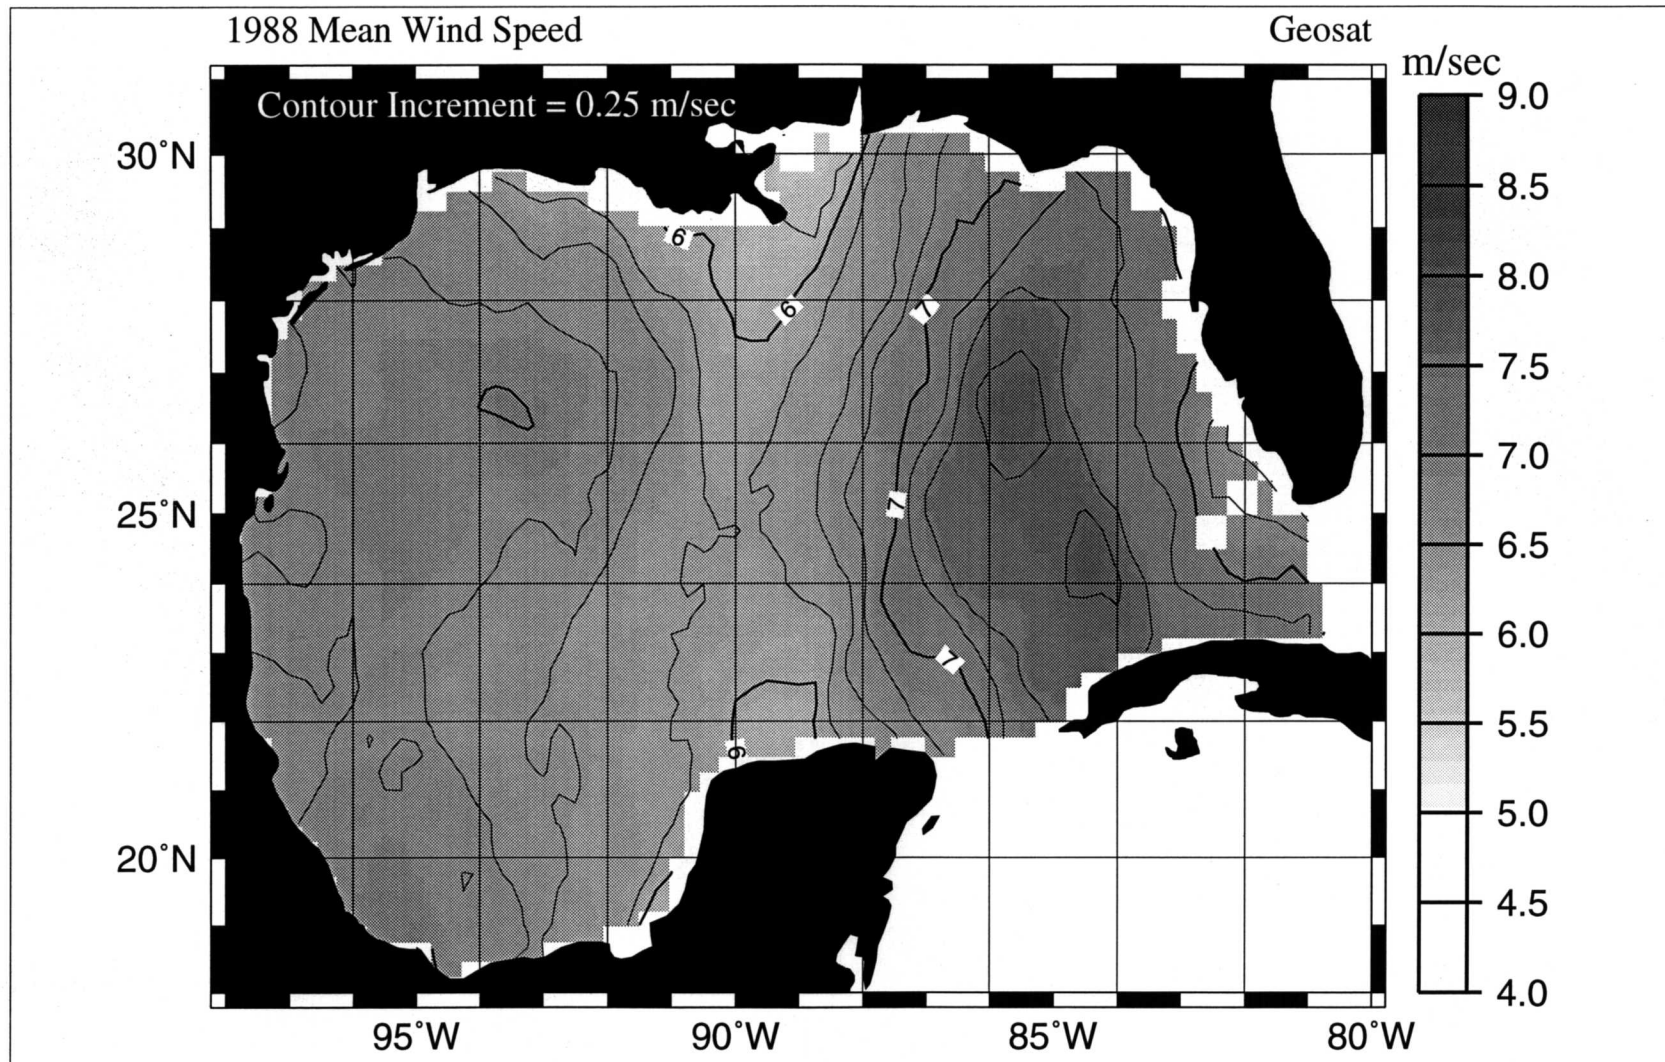 1988 Mean Wind Speed
Geosat
m/sec
Contour Increment = 0.25 m/sec
9.0
8.5
8.0
7.5
7.0
6.5
6.0
5.5
5.0
4.5
4.0
30°N
25°N
20°N
6
6
7
7
7
6
95°W
90°W
85°W
80°W